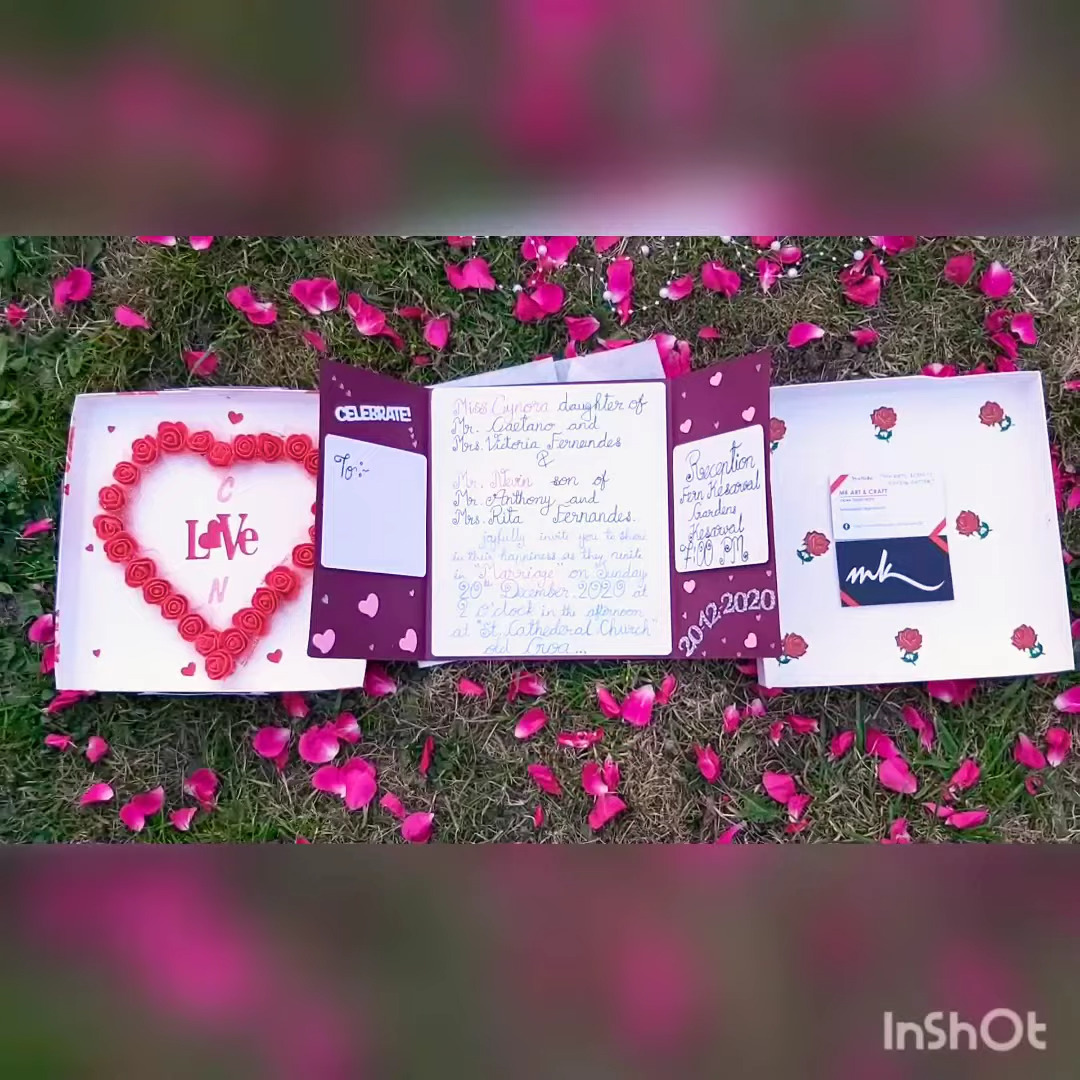 C
LOVe
N
CELEBRATE!
To:-
Miss Cynora daughter of
Mr. Caetano and
Mrs. Victoria Fernandes
&
Mr. Nevin son of
Mr. Anthony and
Mrs. Rita Fernandes.
joyfully invite you to share
in their happiness as they unite
in "Marriage" on Sunday
20th December, 2020 at
2 o'clock in the afternoon
at "St. Cathederal Church"
old Goa...
Reception
Fern Kesarval
Gardens
Kesarval
7:00 PM
20-12-2020
MR ART & CRAFT
mk
InShOt